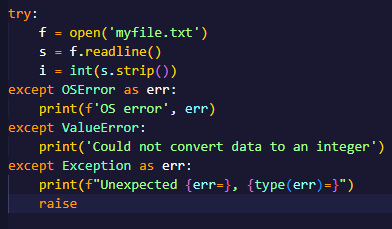 try:
    f = open('myfile.txt')
    s = f.readline()
    i = int(s.strip())
except OSError as err:
    print(f'OS error', err)
except ValueError:
    print('Could not convert data to an integer')
except Exception as err:
    print(f"Unexpected {err=}, {type(err)=}")
    raise